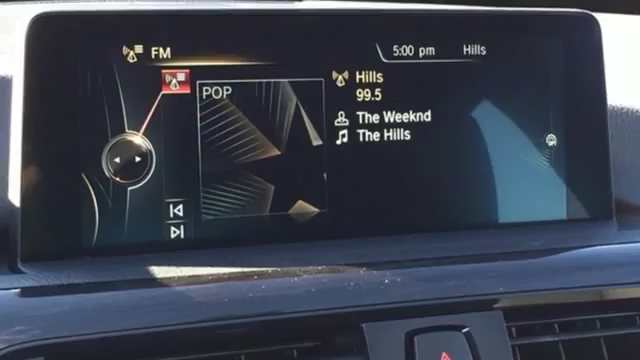 FM
5:00 pm
Hills
POP
Hills
99.5
The Weeknd
The Hills